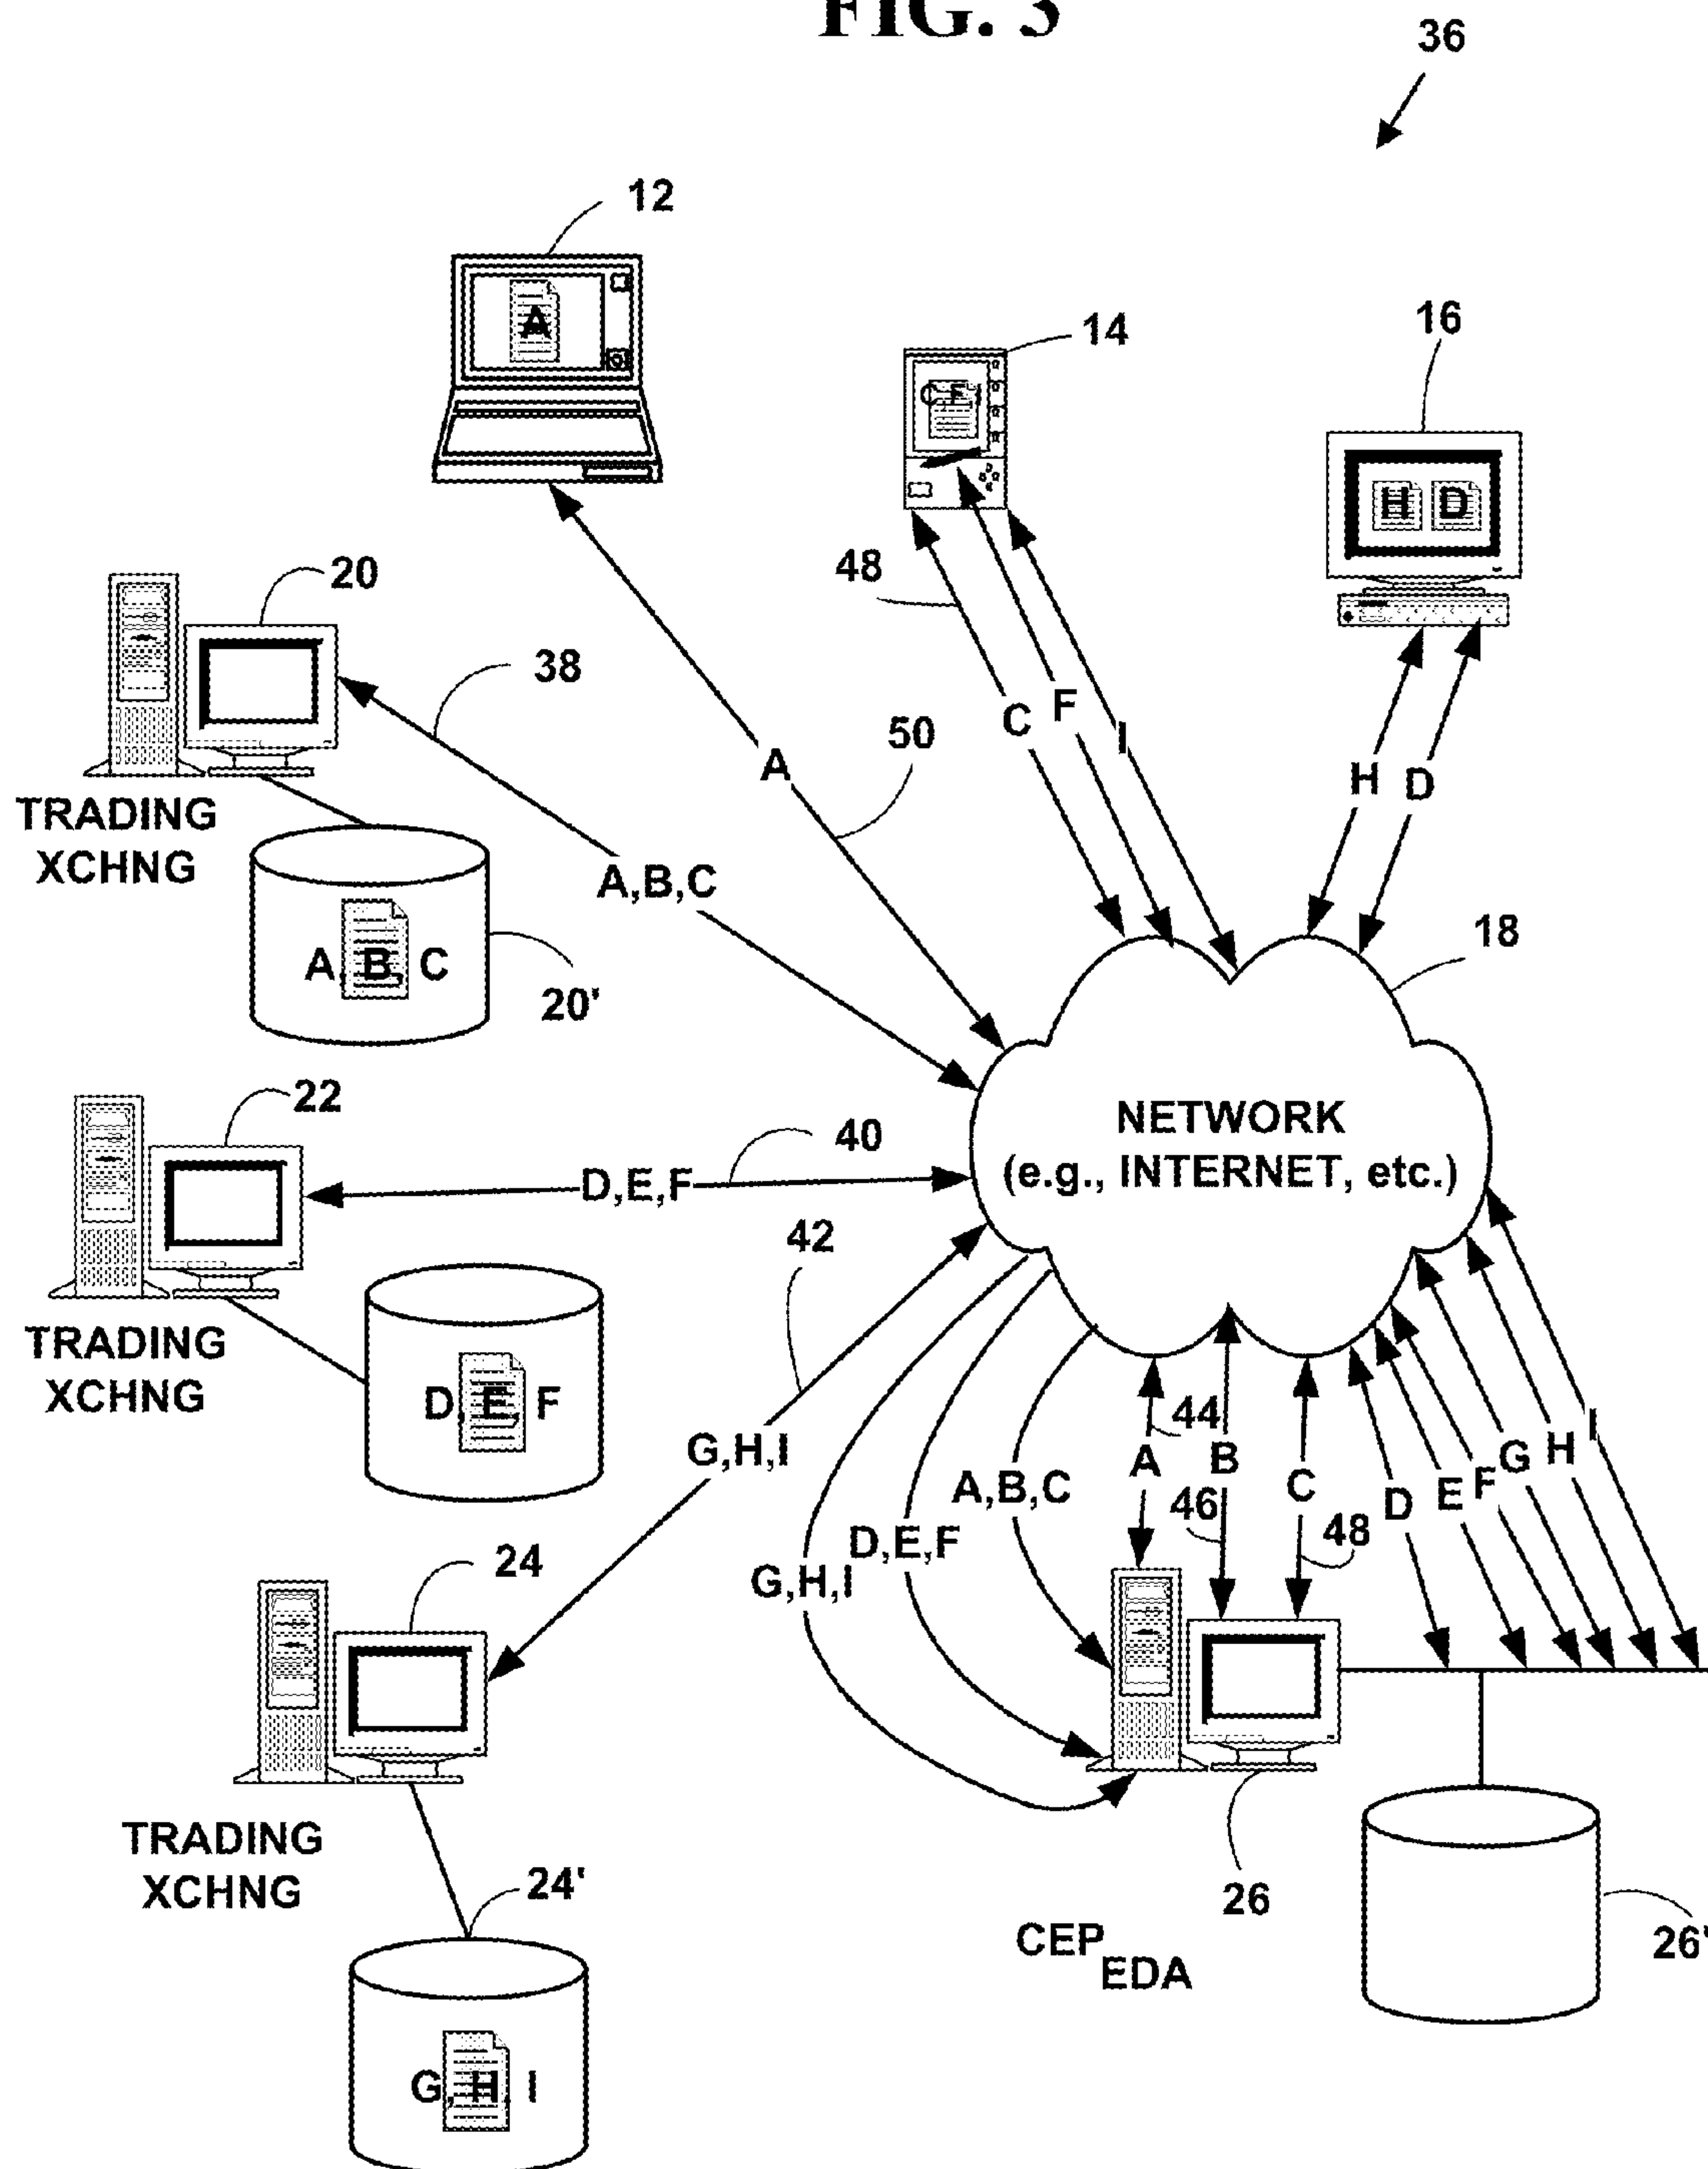 FIG. 3
36
12
A
14
16
C,F,I
H D
48
20
38
C
F
I
50
H
D
A
TRADING
XCHNG
A,B,C
A, B, C
20'
18
22
40
NETWORK
(e.g., INTERNET, etc.)
D,E,F
42
TRADING
XCHNG
D, E, F
G,H,I
44
A
B
46
C
48
D
E
F
G
H
I
A,B,C
D,E,F
G,H,I
24
TRADING
XCHNG
24'
26
26'
CEP
EDA
G, H, I